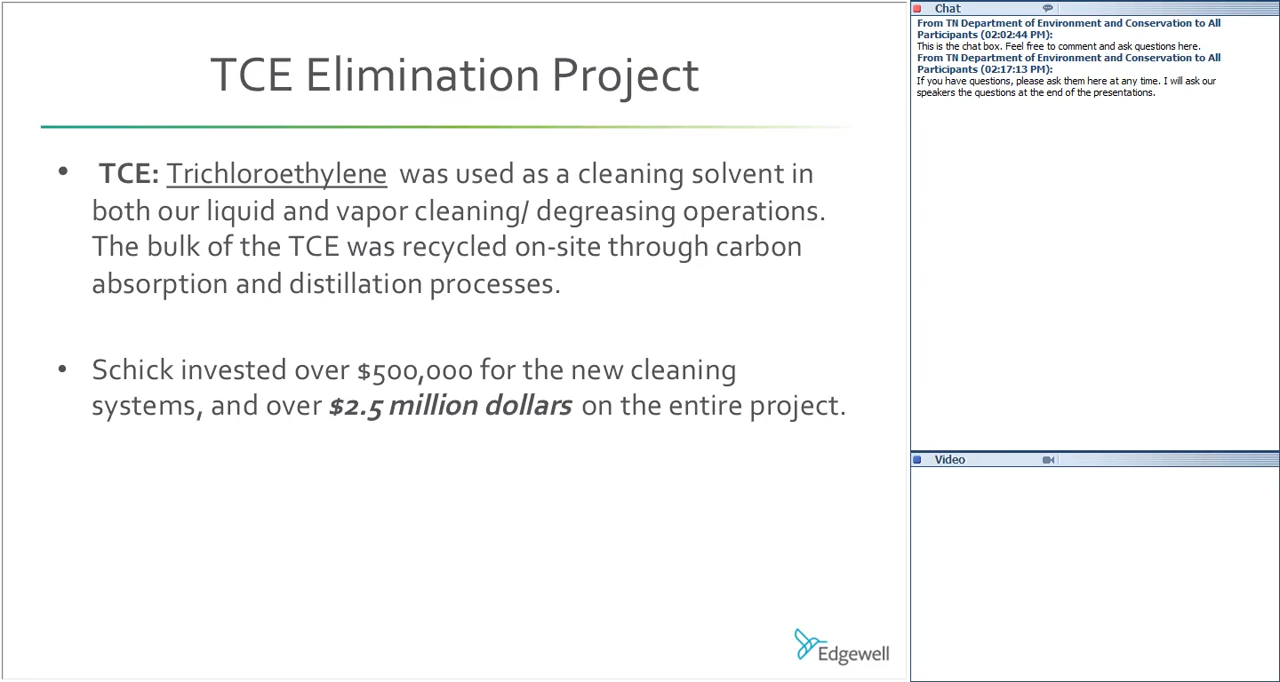 TCE Elimination Project
• TCE: Trichloroethylene was used as a cleaning solvent in
both our liquid and vapor cleaning/ degreasing operations.
The bulk of the TCE was recycled on-site through carbon
absorption and distillation processes.
• Schick invested over $500,000 for the new cleaning
systems, and over $2.5 million dollars on the entire project.
Edgewell
Chat
From TN Department of Environment and Conservation to All
Participants (02:02:44 PM):
This is the chat box. Feel free to comment and ask questions here.
From TN Department of Environment and Conservation to All
Participants (02:17:13 PM):
If you have questions, please ask them here at any time. I will ask our
speakers the questions at the end of the presentations.
Video